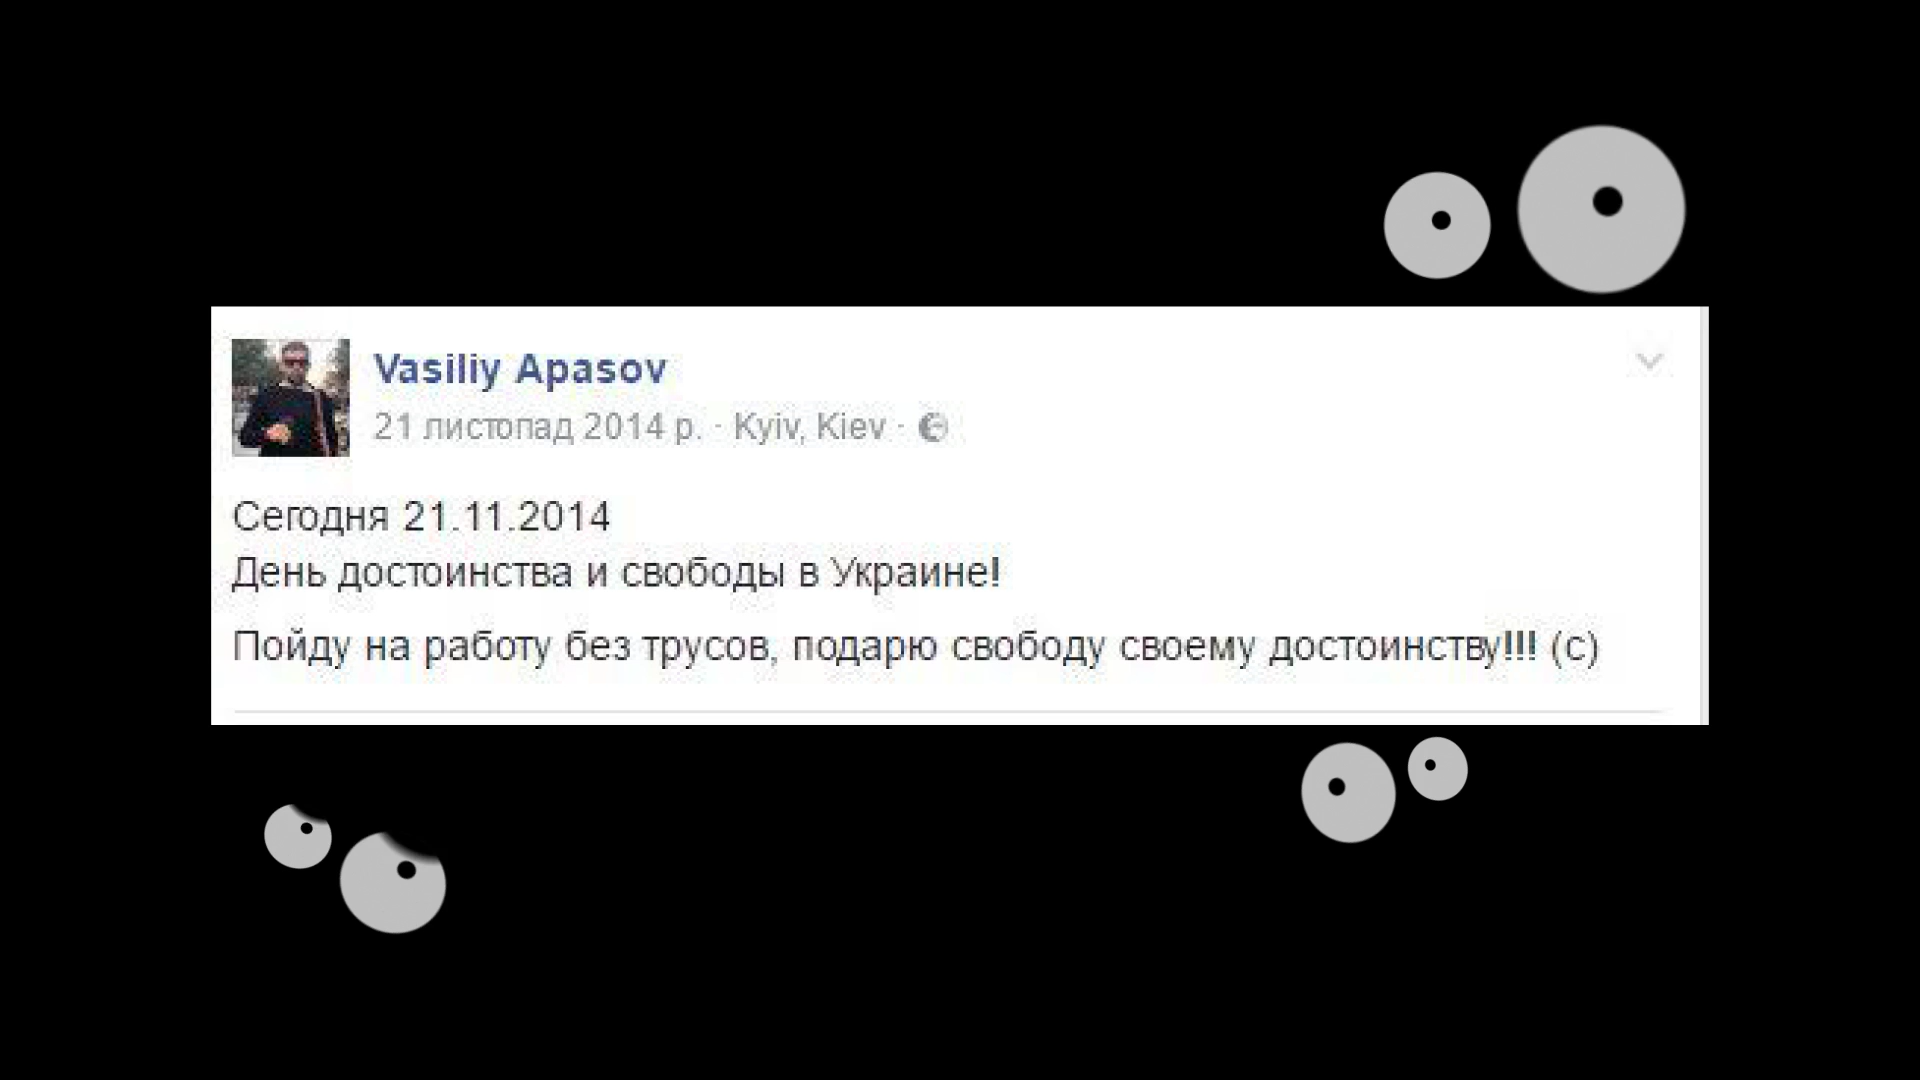 Vasiliy Apasov
21 листопад 2014 р. · Kyiv, Kiev ·
Сегодня 21.11.2014
День достоинства и свободы в Украине!
Пойду на работу без трусов, подарю свободу своему достоинству!!! (с)